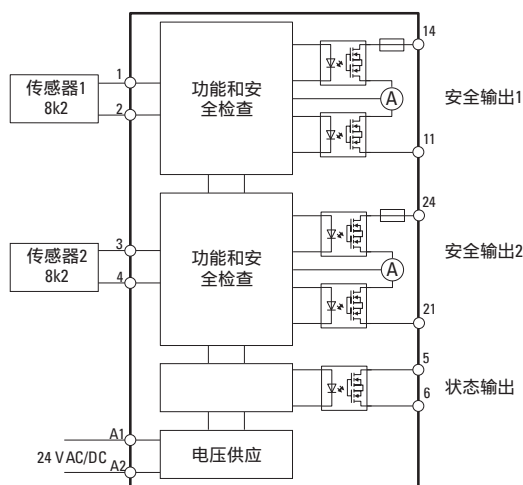 14
传感器1
8k2
1
2
功能和安
全检查
A
安全输出1
11
24
传感器2
8k2
3
4
功能和安
全检查
A
安全输出2
21
5
状态输出
6
A1
24 V AC/DC
A2
电压供应